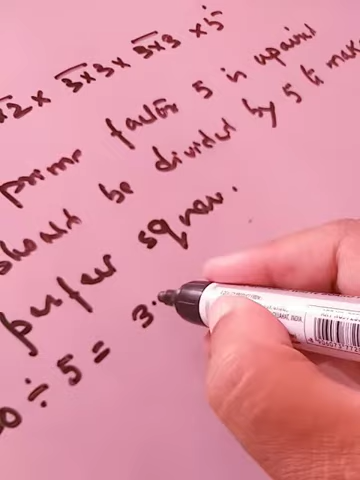 2 × 3 × 3 × 3 × 3 × 5
prime factor 5 is unpaired
should be divided by 5 to make
perfect square.
0 ÷ 5 = 3